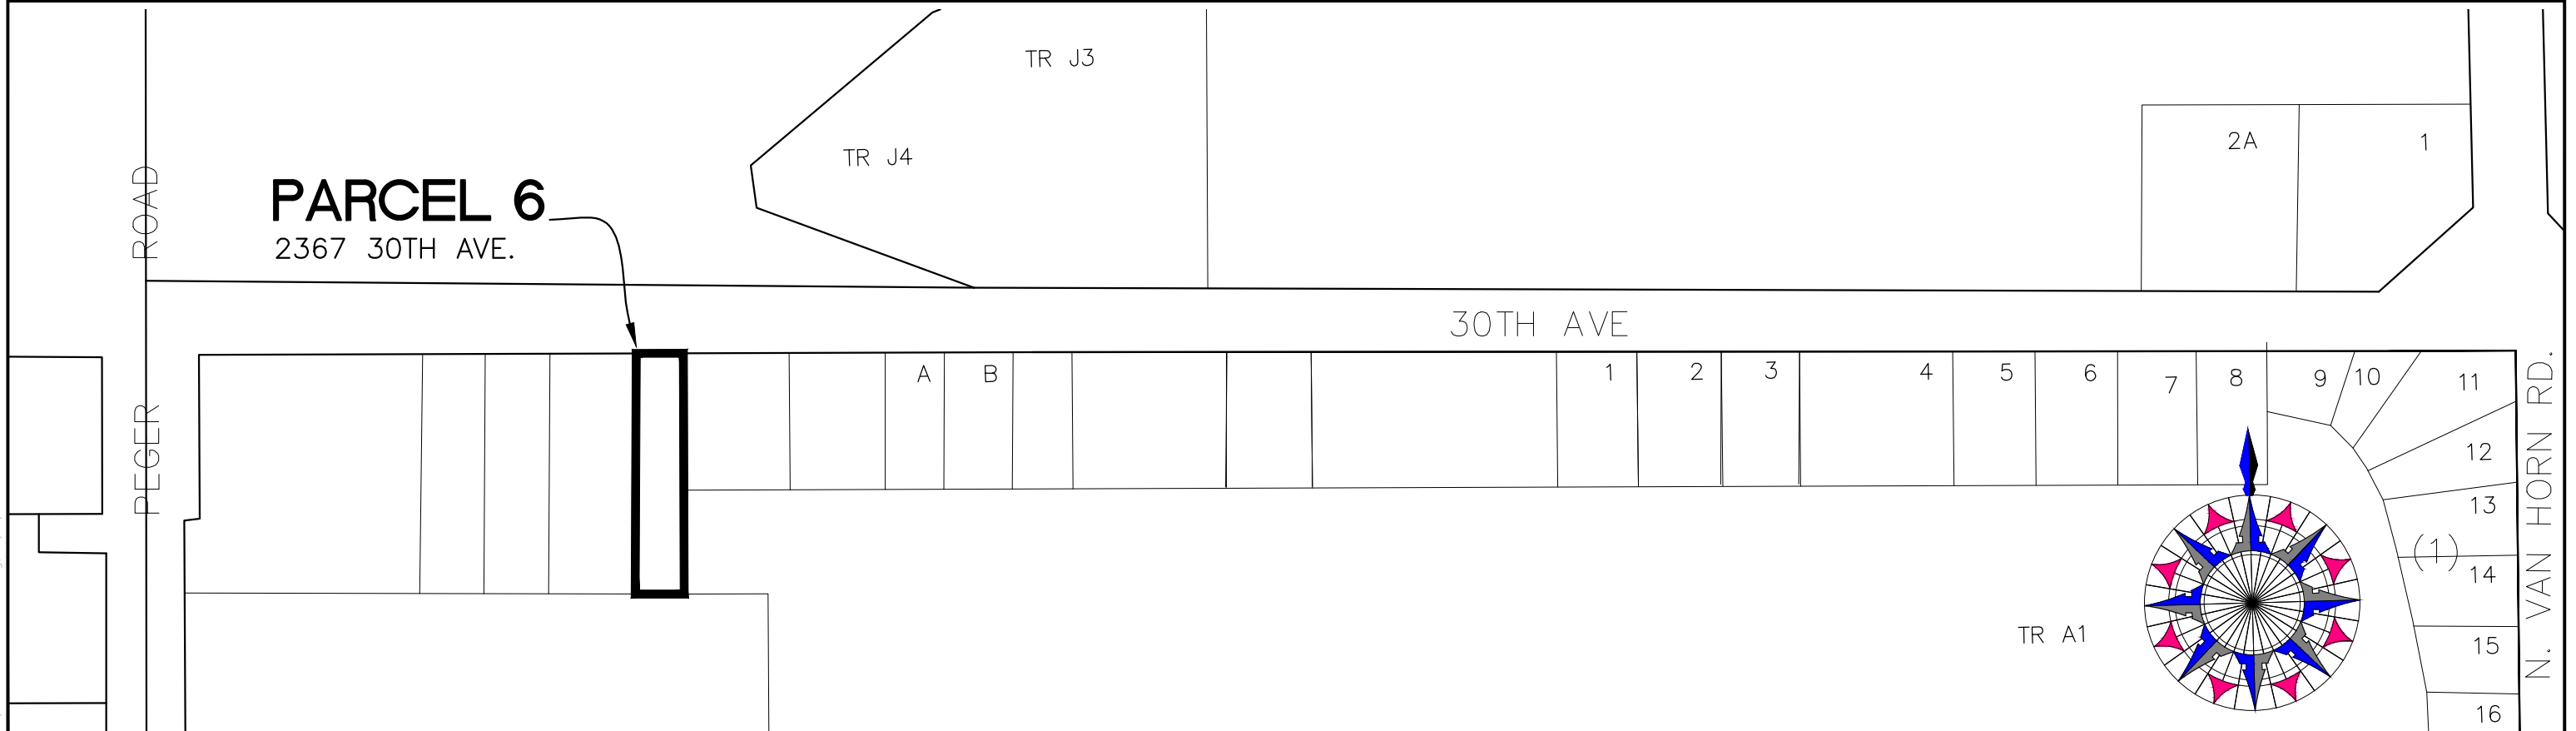 TR J3
TR J4
2A
1
PEGER ROAD
PARCEL 6
2367 30TH AVE.
30TH AVE
A
B
1
2
3
4
5
6
7
8
9
10
11
12
13
(1)
14
15
16
TR A1
N. VAN HORN RD.